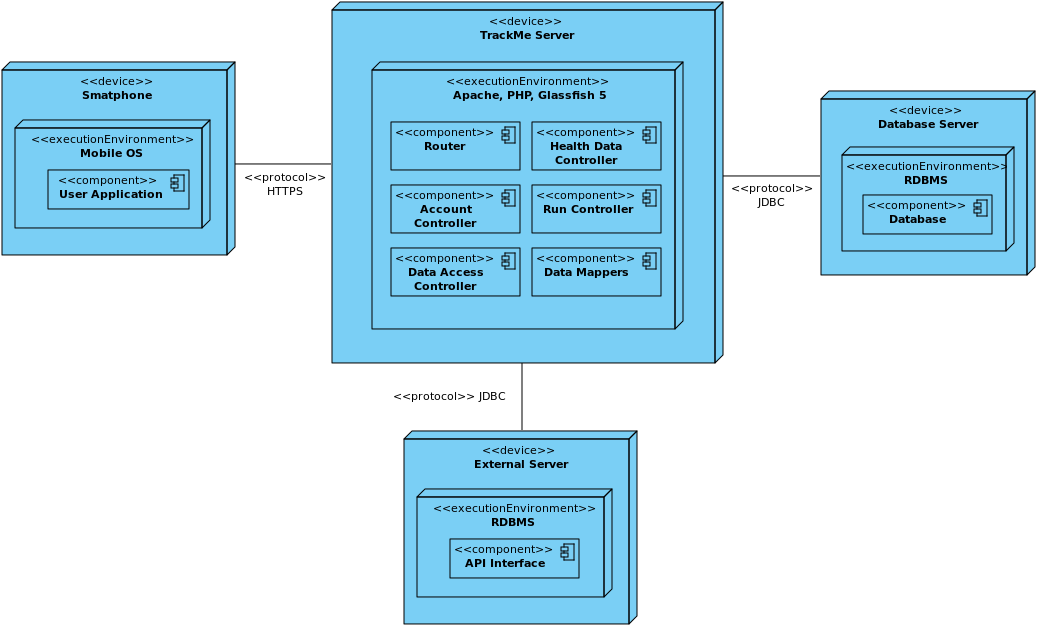 <<device>>
TrackMe Server
<<executionEnvironment>>
Apache, PHP, Glassfish 5
<<component>>
Router
<<component>>
Health Data
Controller
<<component>>
Account
Controller
<<component>>
Run Controller
<<component>>
Data Access
Controller
<<component>>
Data Mappers
<<device>>
Smatphone
<<executionEnvironment>>
Mobile OS
<<component>>
User Application
<<protocol>>
HTTPS
<<protocol>>
JDBC
<<device>>
Database Server
<<executionEnvironment>>
RDBMS
<<component>>
Database
<<protocol>> JDBC
<<device>>
External Server
<<executionEnvironment>>
RDBMS
<<component>>
API Interface